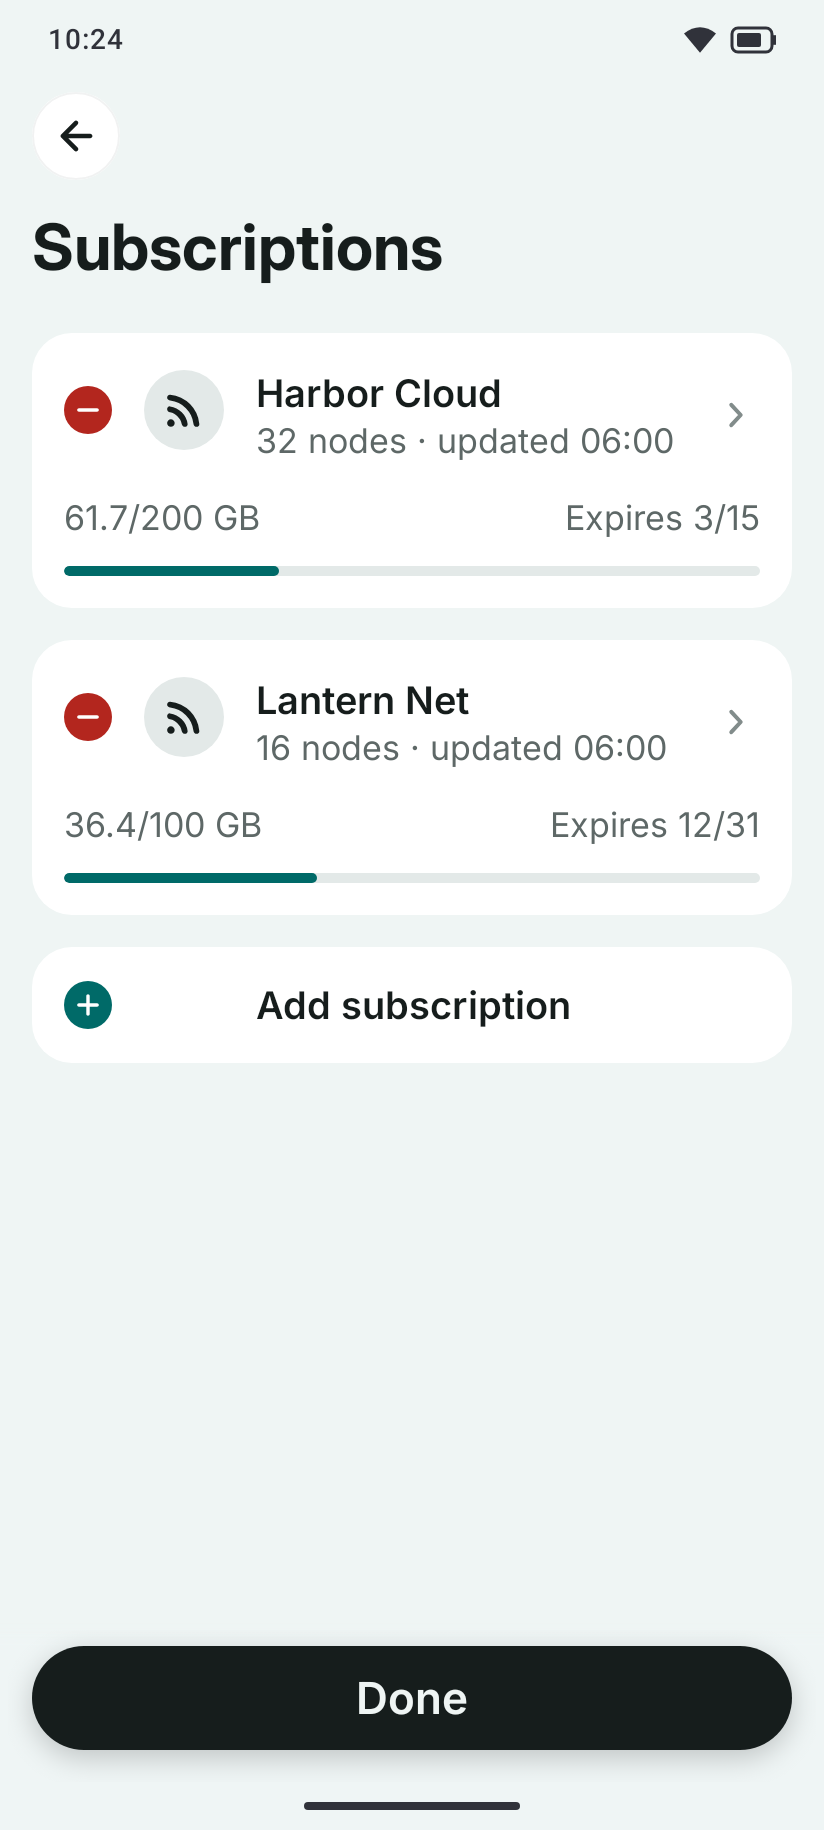 10:24
Subscriptions
Harbor Cloud
32 nodes · updated 06:00
61.7/200 GB
Expires 3/15
Lantern Net
16 nodes · updated 06:00
36.4/100 GB
Expires 12/31
Add subscription
Done